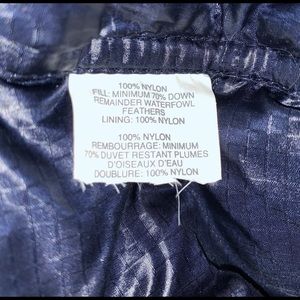 100% NYLON
FILL: MINIMUM 70% DOWN
REMAINDER WATERFOWL
FEATHERS
LINING: 100% NYLON
100% NYLON
REMBOURRAGE: MINIMUM
70% DUVET RESTANT PLUMES
D'OISEAUX D'EAU
DOUBLURE: 100% NYLON